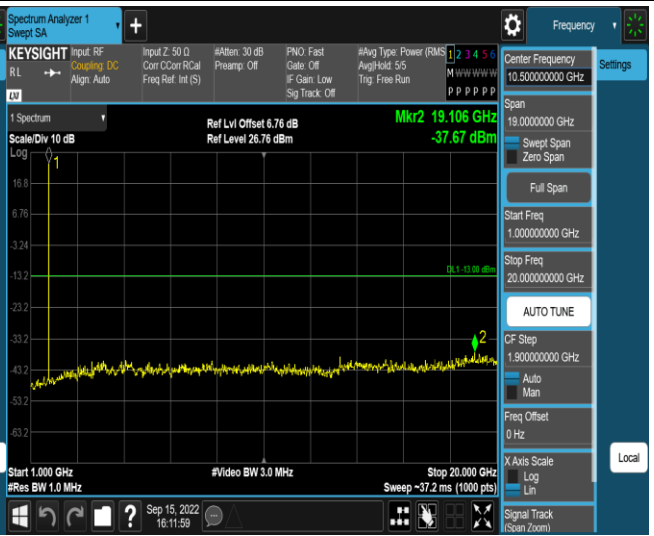 Spectrum Analyzer 1
Swept SA
Frequency
KEYSIGHT
RL
Input: RF
Coupling: DC
Align: Auto
Input Z: 50 Ω
Corr CCorr RCal
Freq Ref: Int (S)
#Atten: 30 dB
Preamp: Off
PNO: Fast
Gate: Off
IF Gain: Low
Sig Track: Off
#Avg Type: Power (RMS
Avg|Hold: 5/5
Trig: Free Run
1 2 3 4 5 6
M W W W W W
P P P P P P
LXI
1 Spectrum
Scale/Div 10 dB
Log
Ref Lvl Offset 6.76 dB
Ref Level 26.76 dBm
Mkr2 19.106 GHz
-37.67 dBm
1
16.8
6.76
-3.24
-13.2
DL1 -13.00 dBm
-23.2
-33.2
2
-43.2
-53.2
-63.2
Start 1.000 GHz
#Res BW 1.0 MHz
#Video BW 3.0 MHz
Stop 20.000 GHz
Sweep ~37.2 ms (1000 pts)
Sep 15, 2022
16:11:59
?
Center Frequency
10.500000000 GHz
Settings
Span
19.0000000 GHz
Swept Span
Zero Span
Full Span
Start Freq
1.000000000 GHz
Stop Freq
20.000000000 GHz
AUTO TUNE
CF Step
1.900000000 GHz
Auto
Man
Freq Offset
0 Hz
X Axis Scale
Log
Lin
Local
Signal Track
(Span Zoom)